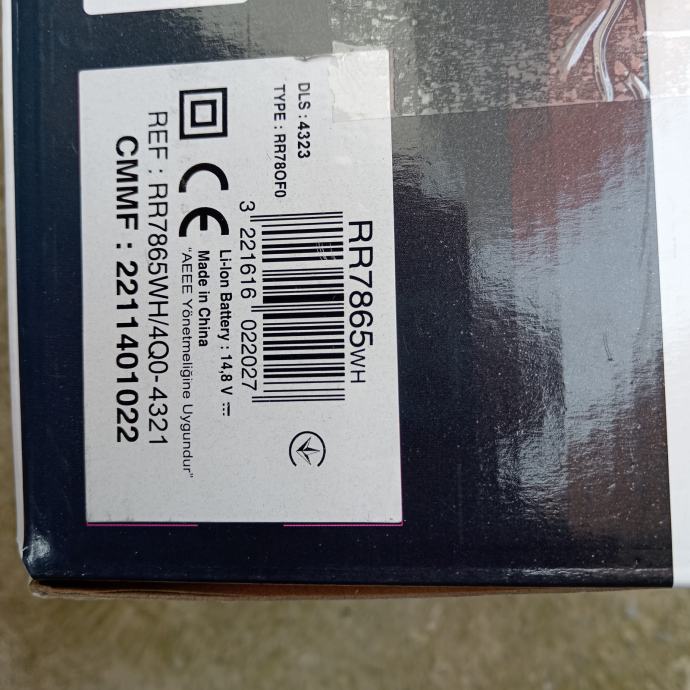 DLS : 4323
TYPE : RR78OF0
RR7865WH
3 221616 022027
Li-Ion Battery : 14,8 V
CE
Made in China
"AEEE Yönetmeliğine Uygundur"
REF : RR7865WH/4Q0-4321
CMMF : 2211401022